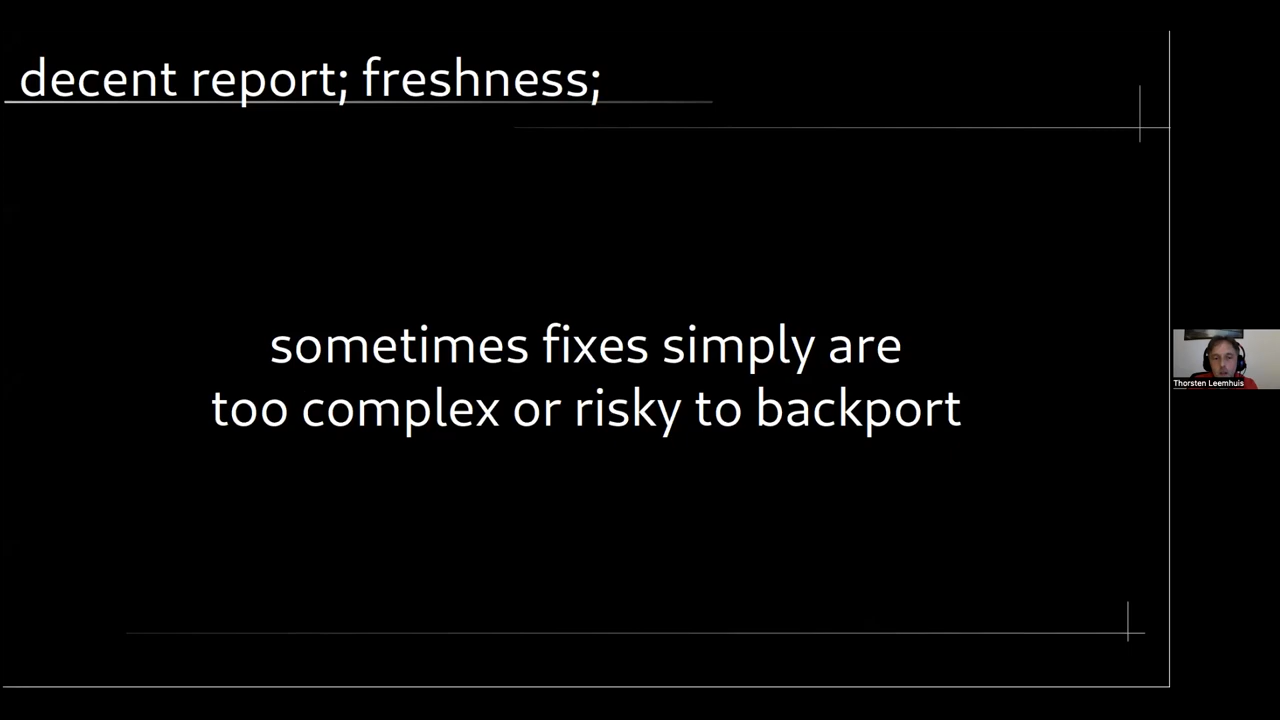 decent report; freshness;
sometimes fixes simply are
too complex or risky to backport
Thorsten Leemhuis